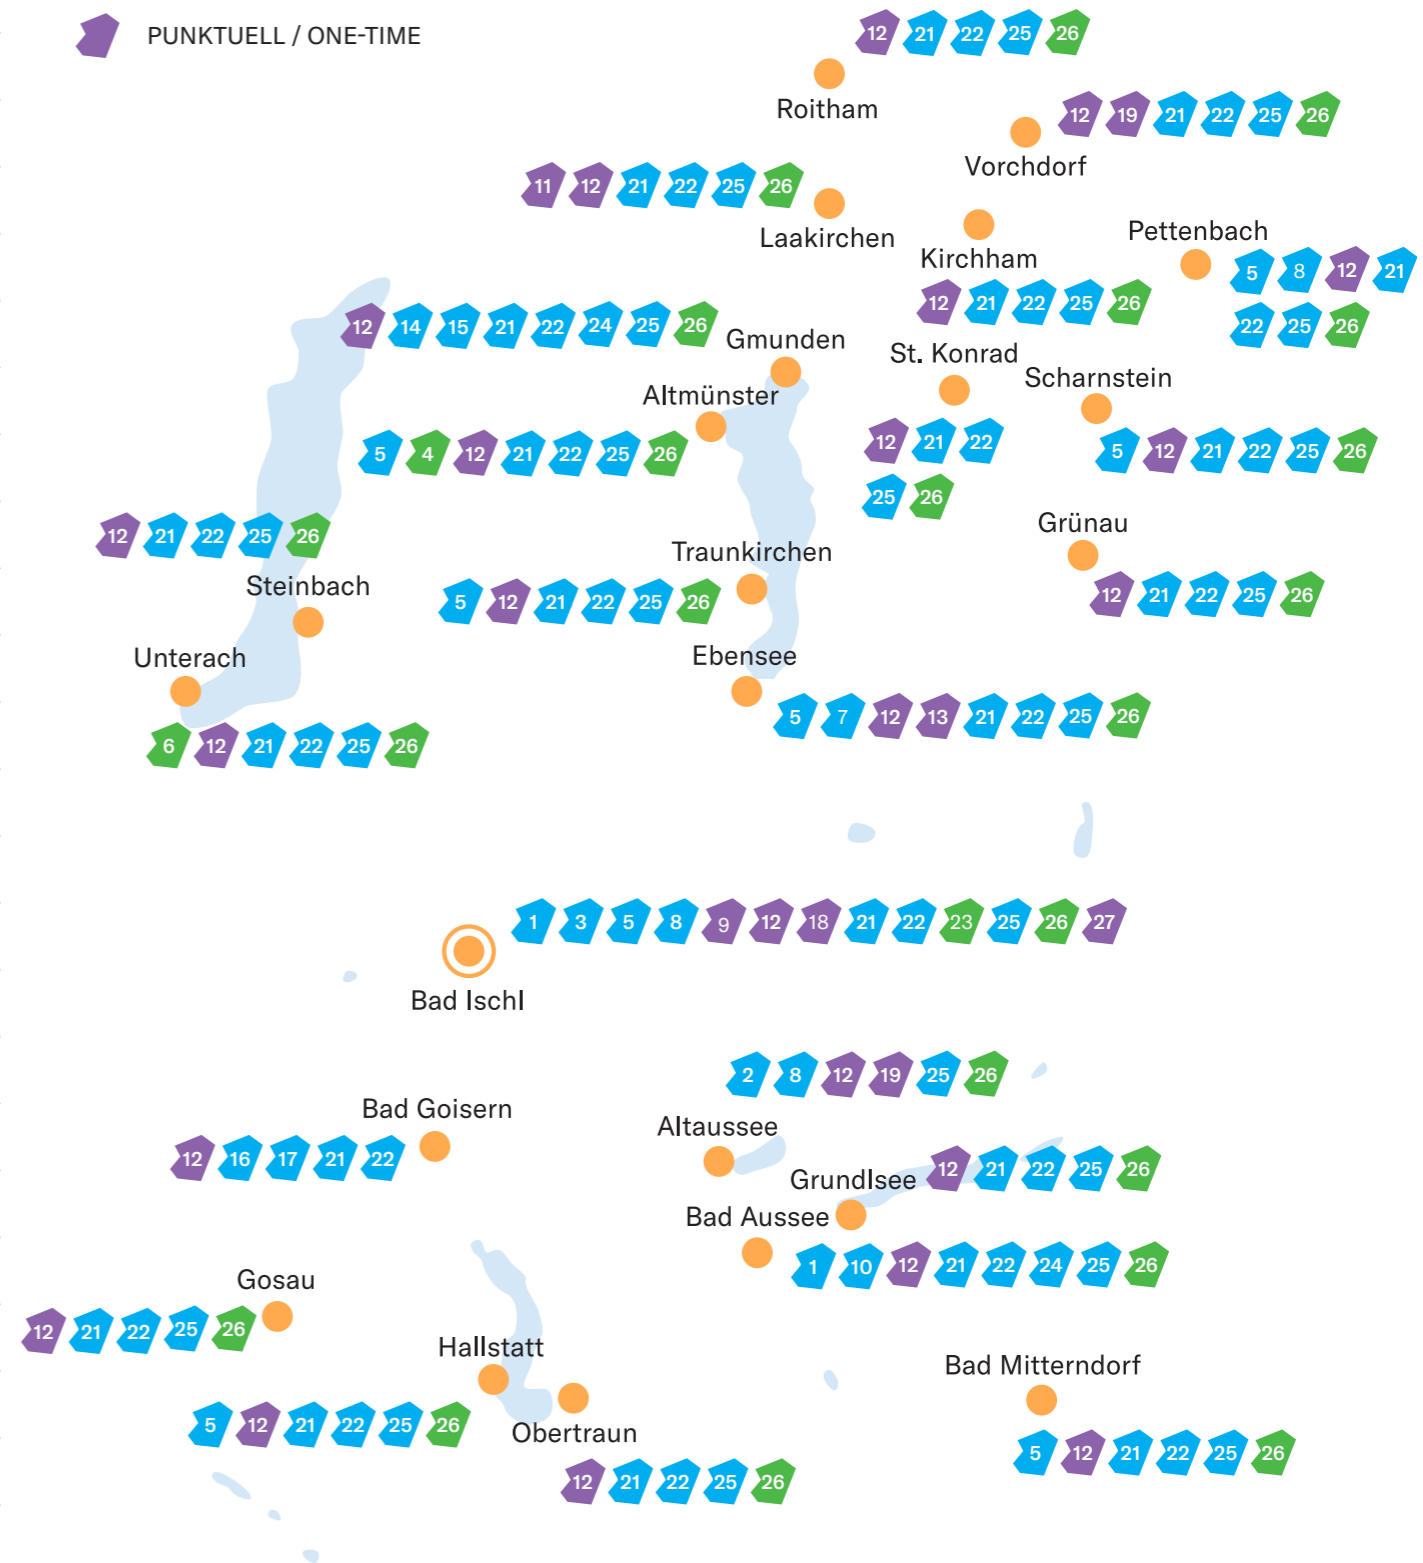 PUNKTUELL / ONE-TIME
12 21 22 25 26
Roitham
12 19 21 22 25 26
Vorchdorf
11 12 21 22 25 26
Laakirchen
Kirchham
12 21 22 25 26
Pettenbach
5 8 12 21
22 25 26
12 14 15 21 22 24 25 26
Gmunden
St. Konrad
12 21 22
25 26
Scharnstein
5 12 21 22 25 26
Altmünster
5 4 12 21 22 25 26
12 21 22 25 26
Steinbach
Grünau
12 21 22 25 26
Traunkirchen
5 12 21 22 25 26
Unterach
6 12 21 22 25 26
Ebensee
5 7 12 13 21 22 25 26
1 3 5 8 9 12 18 21 22 23 25 26 27
Bad Ischl
2 8 12 19 25 26
Altaussee
Bad Goisern
12 16 17 21 22
Grundlsee
12 21 22 25 26
Bad Aussee
1 10 12 21 22 24 25 26
Gosau
12 21 22 25 26
Hallstatt
5 12 21 22 25 26
Obertraun
12 21 22 25 26
Bad Mitterndorf
5 12 21 22 25 26